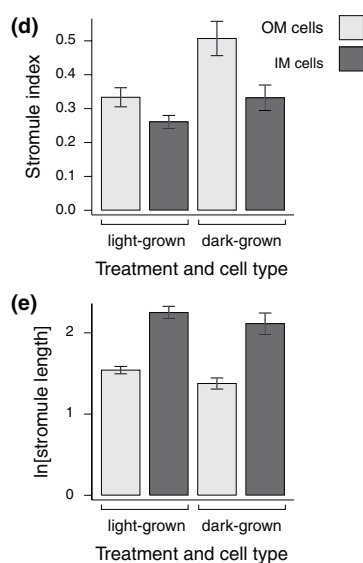 (d)
OM cells
IM cells
Stromule index
0.5
0.4
0.3
0.2
0.1
0.0
light-grown dark-grown
Treatment and cell type
(e)
ln[stromule length]
2
1
0
light-grown dark-grown
Treatment and cell type